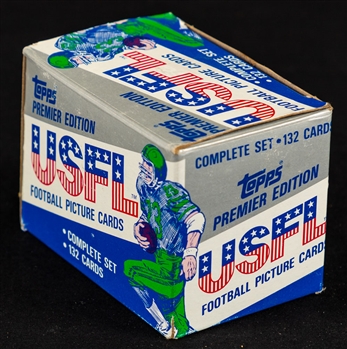 USFL
FOOTBALL PICTURE CARDS
132 CARDS
topps
PREMIER EDITION
USFL™
FOOTBALL PICTURE CARDS
• COMPLETE SET
• 132 CARDS
COMPLETE SET • 132 CARDS
topps
PREMIER EDITION
USFL
FOOTBALL PICTURE CARDS